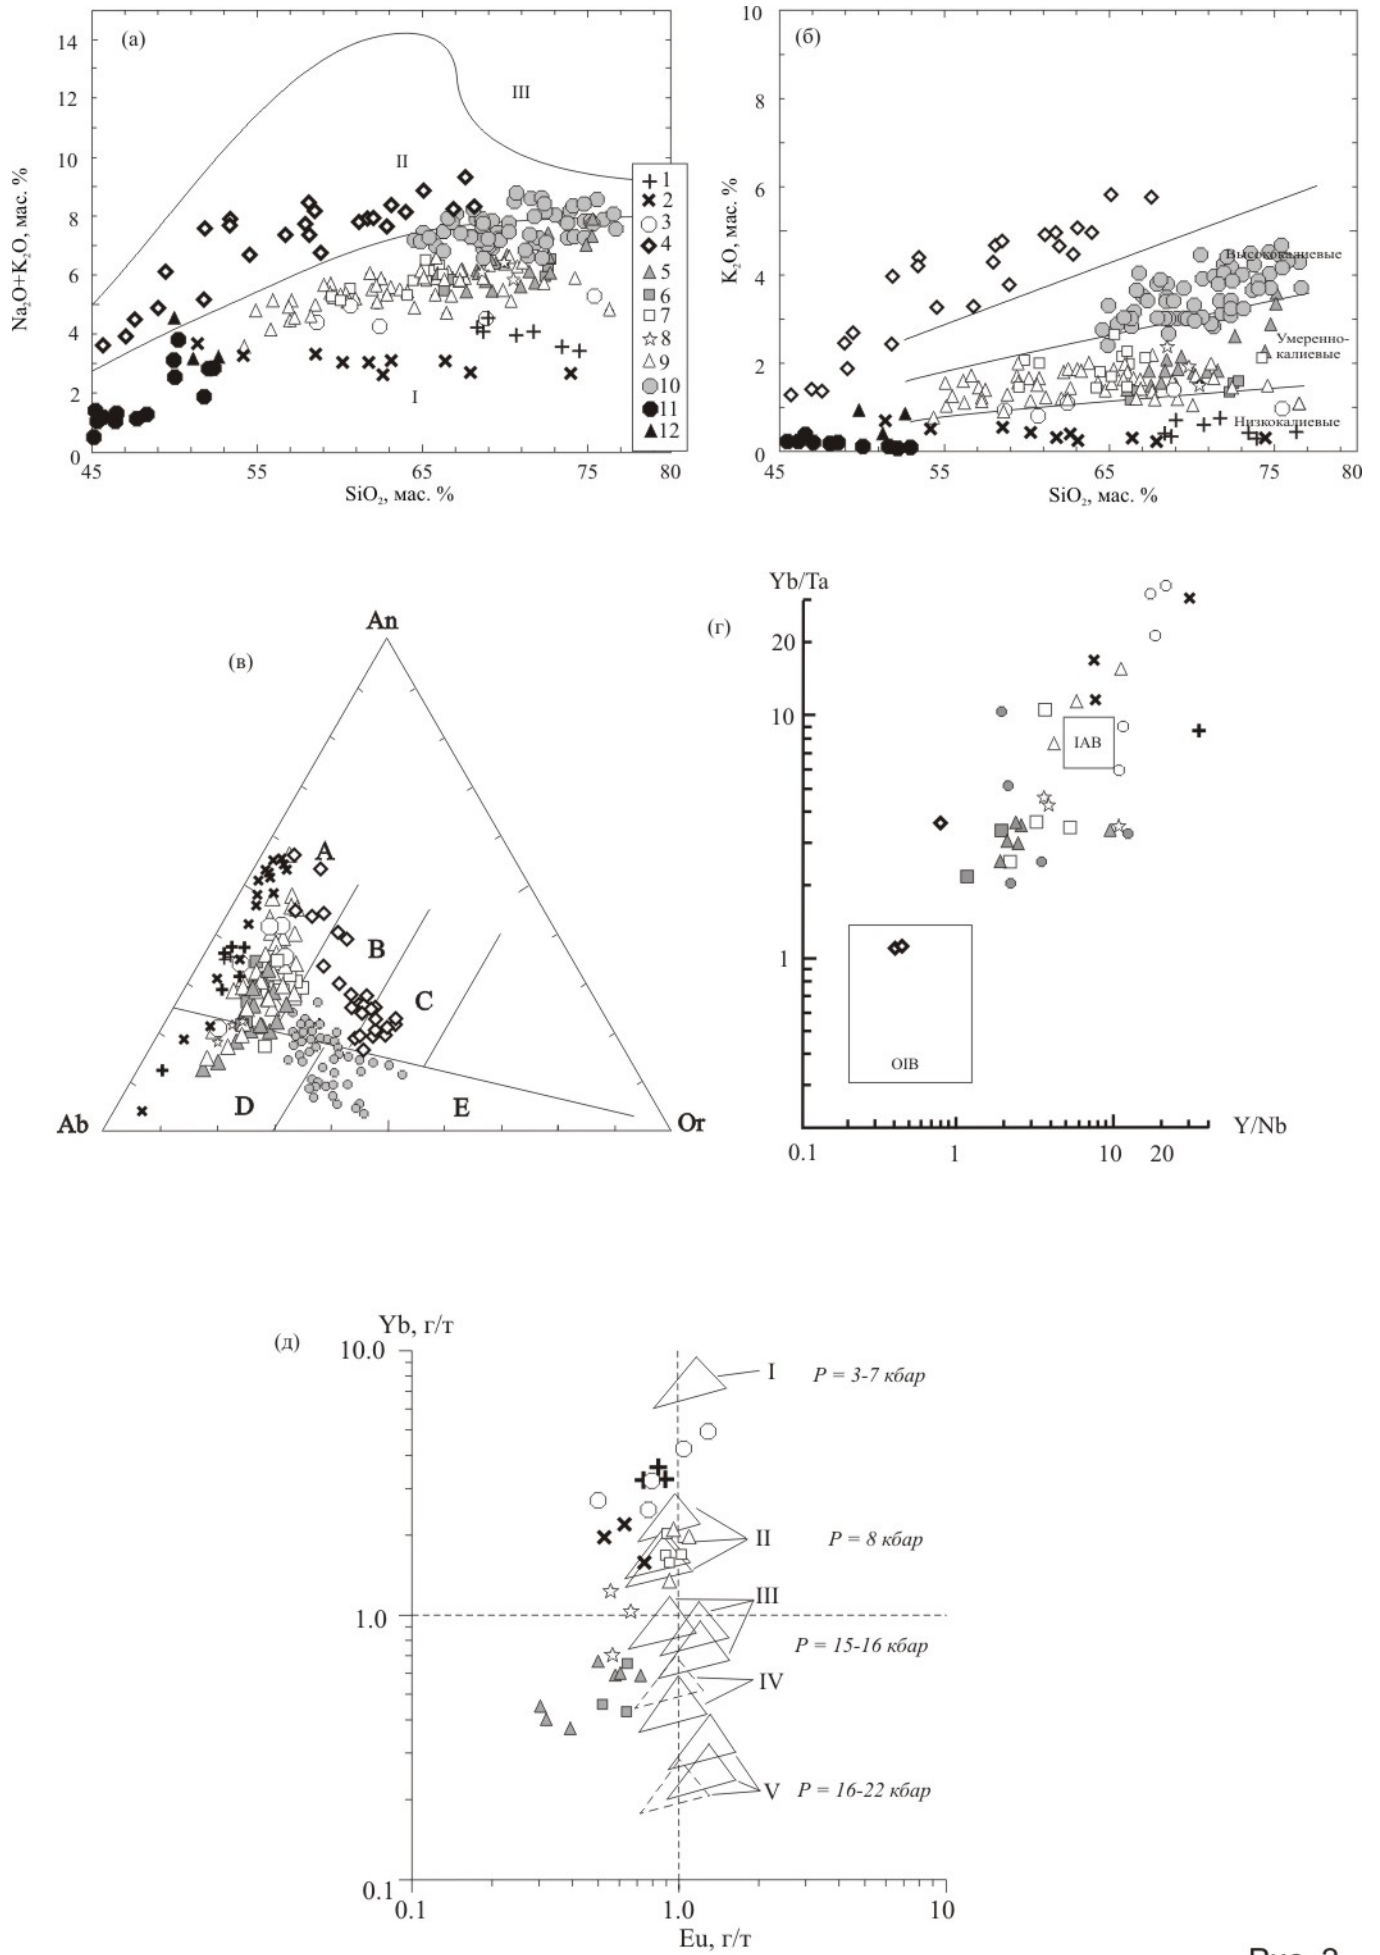 (а)
14
12
10
8
6
4
2
0
Na₂O+K₂O, мас. %
III
II
I
1
2
3
4
5
6
7
8
9
10
11
12
45
55
65
75
80
SiO₂, мас. %
(б)
10
8
6
4
2
0
K₂O, мас. %
Высококалиевые
Умеренно-
калиевые
Низкокалиевые
45
55
65
75
80
SiO₂, мас. %
(в)
An
A
B
C
D
E
Ab
Or
(г)
Yb/Ta
20
10
1
IAB
OIB
Y/Nb
0.1
1
10
20
(д)
Yb, г/т
10.0
1.0
0.1
I
P = 3-7 кбар
II
P = 8 кбар
III
P = 15-16 кбар
IV
V
P = 16-22 кбар
0.1
1.0
10
Eu, г/т